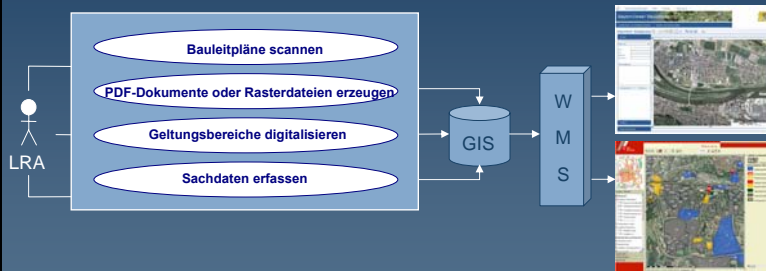 Bauleitpläne scannen
PDF-Dokumente oder Rasterdateien erzeugen
Geltungsbereiche digitalisieren
Sachdaten erfassen
LRA
GIS
W
M
S